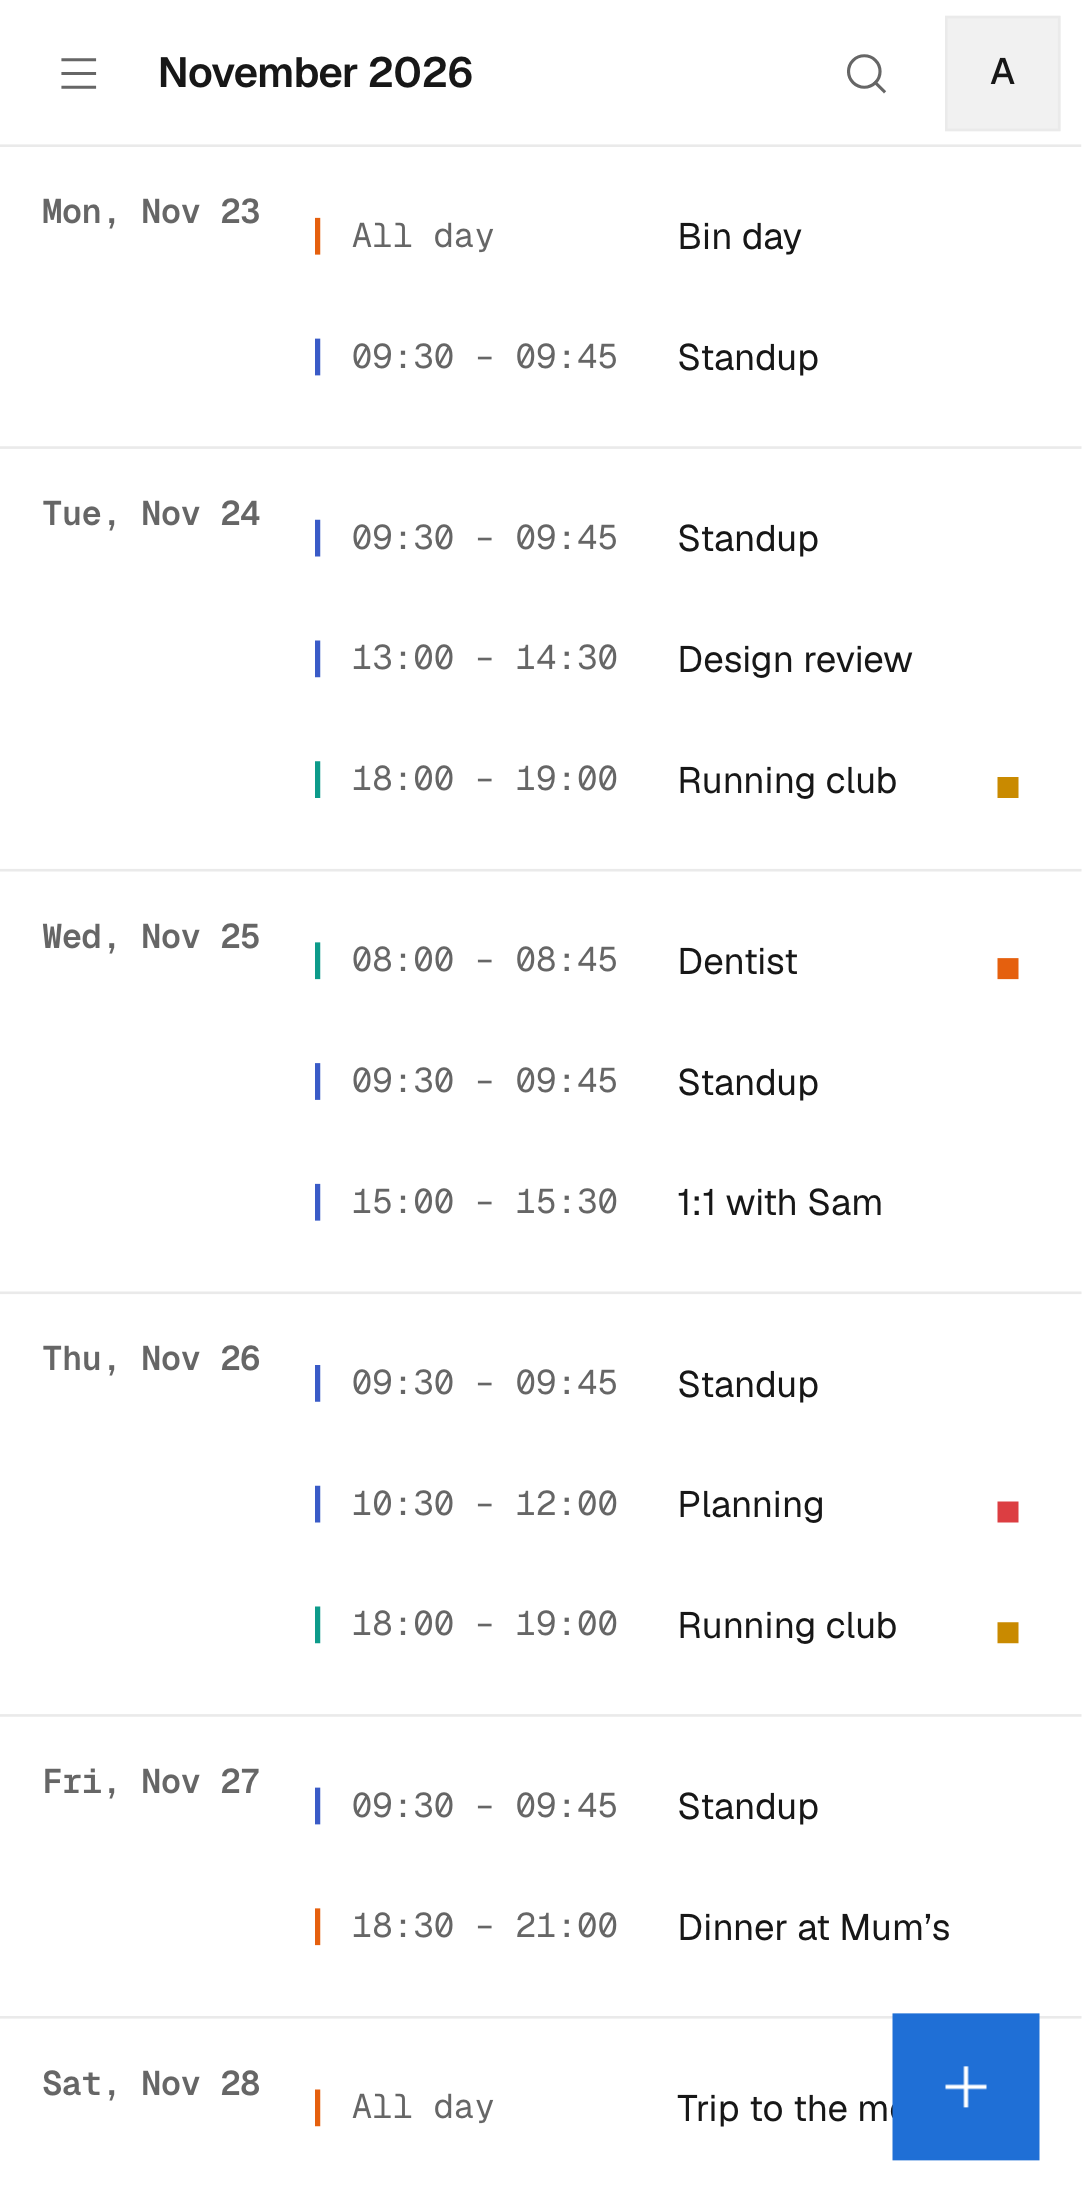 November 2026
A
Mon, Nov 23
All day Bin day
09:30 – 09:45 Standup
Tue, Nov 24
09:30 – 09:45 Standup
13:00 – 14:30 Design review
18:00 – 19:00 Running club
Wed, Nov 25
08:00 – 08:45 Dentist
09:30 – 09:45 Standup
15:00 – 15:30 1:1 with Sam
Thu, Nov 26
09:30 – 09:45 Standup
10:30 – 12:00 Planning
18:00 – 19:00 Running club
Fri, Nov 27
09:30 – 09:45 Standup
18:30 – 21:00 Dinner at Mum’s
Sat, Nov 28
All day Trip to the